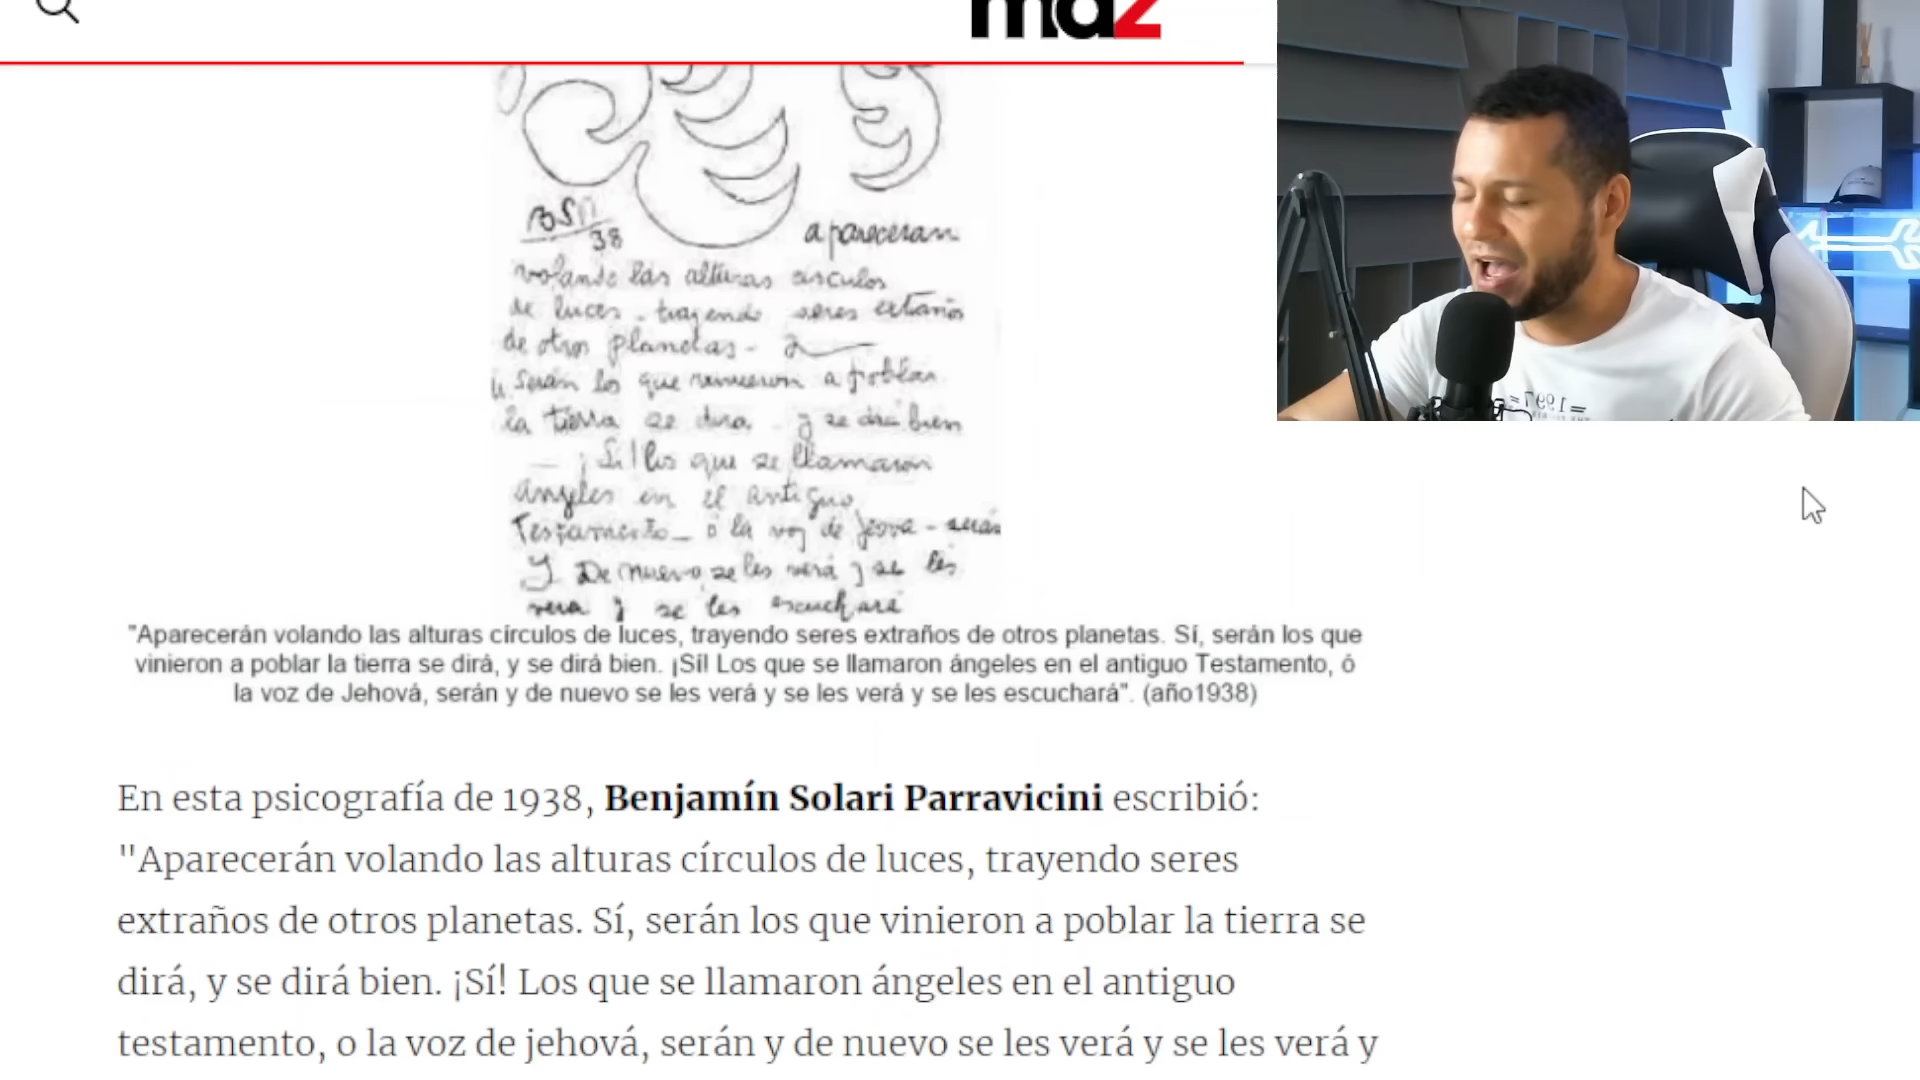 mdz
BSP
38
apareceran
volando las alturas circulos
de luces - trayendo seres extraños
de otros planetas -
Serán los que vinieron a poblar
la tierra se dira - y se dirá bien
- ¡Si! los que se llamaron
ángeles en el antiguo
Testamento - ó la voz de Jeova - serán
Y De nuevo se les verá y se les
vera y se les escuchará
"Aparecerán volando las alturas círculos de luces, trayendo seres extraños de otros planetas. Sí, serán los que
vinieron a poblar la tierra se dirá, y se dirá bien. ¡Sí! Los que se llamaron ángeles en el antiguo Testamento, ó
la voz de Jehová, serán y de nuevo se les verá y se les verá y se les escuchará". (año1938)
En esta psicografía de 1938, Benjamín Solari Parravicini escribió:
"Aparecerán volando las alturas círculos de luces, trayendo seres
extraños de otros planetas. Sí, serán los que vinieron a poblar la tierra se
dirá, y se dirá bien. ¡Sí! Los que se llamaron ángeles en el antiguo
testamento, o la voz de jehová, serán y de nuevo se les verá y se les verá y
=1997=